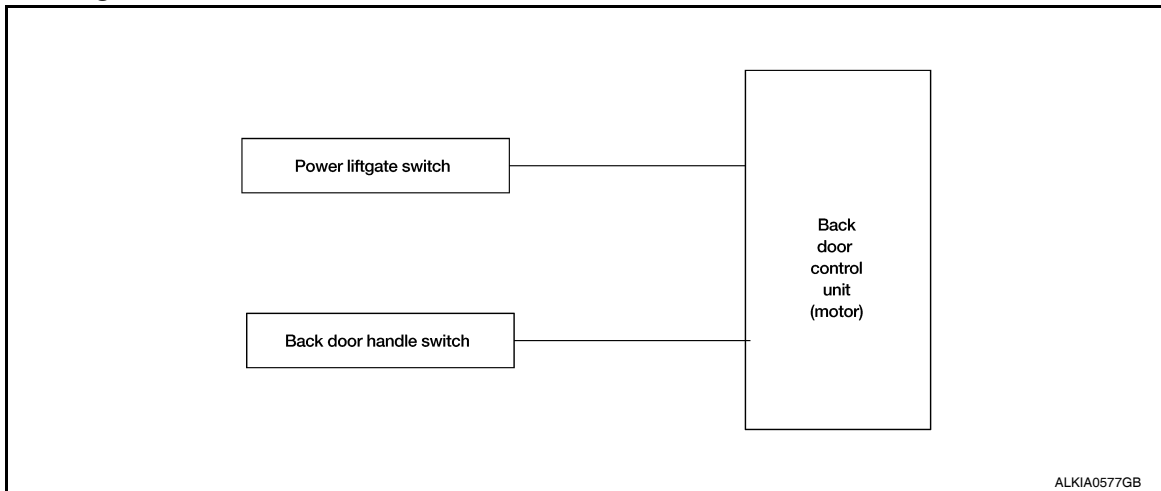 Power liftgate switch
Back door handle switch
Back
door
control
unit
(motor)
ALKIA0577GB